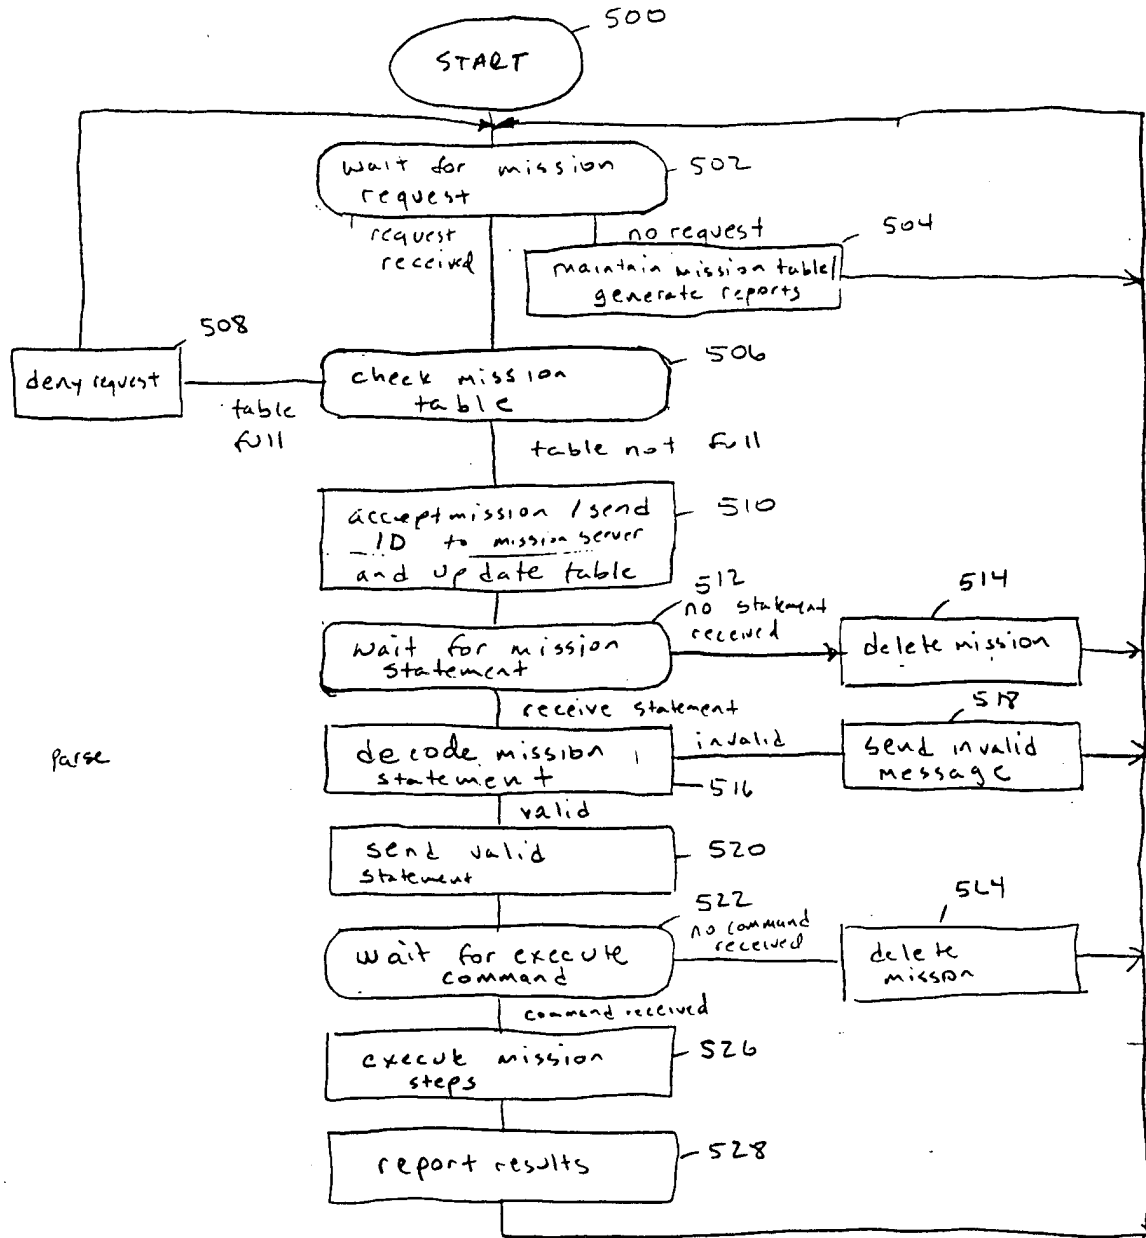 500
START
wait for mission
request
502
request
received
no request
504
maintain mission table/
generate reports
508
deny request
506
check mission
table
table
full
table not full
accept mission / send
ID to mission server
and update table
510
512
wait for mission
statement
no statement
received
514
delete mission
receive statement
518
Parse
decode mission
statement
516
invalid
send invalid
message
valid
send valid
statement
520
522
wait for execute
command
no command
received
524
delete
misson
command received
execute mission
steps
526
report results
528